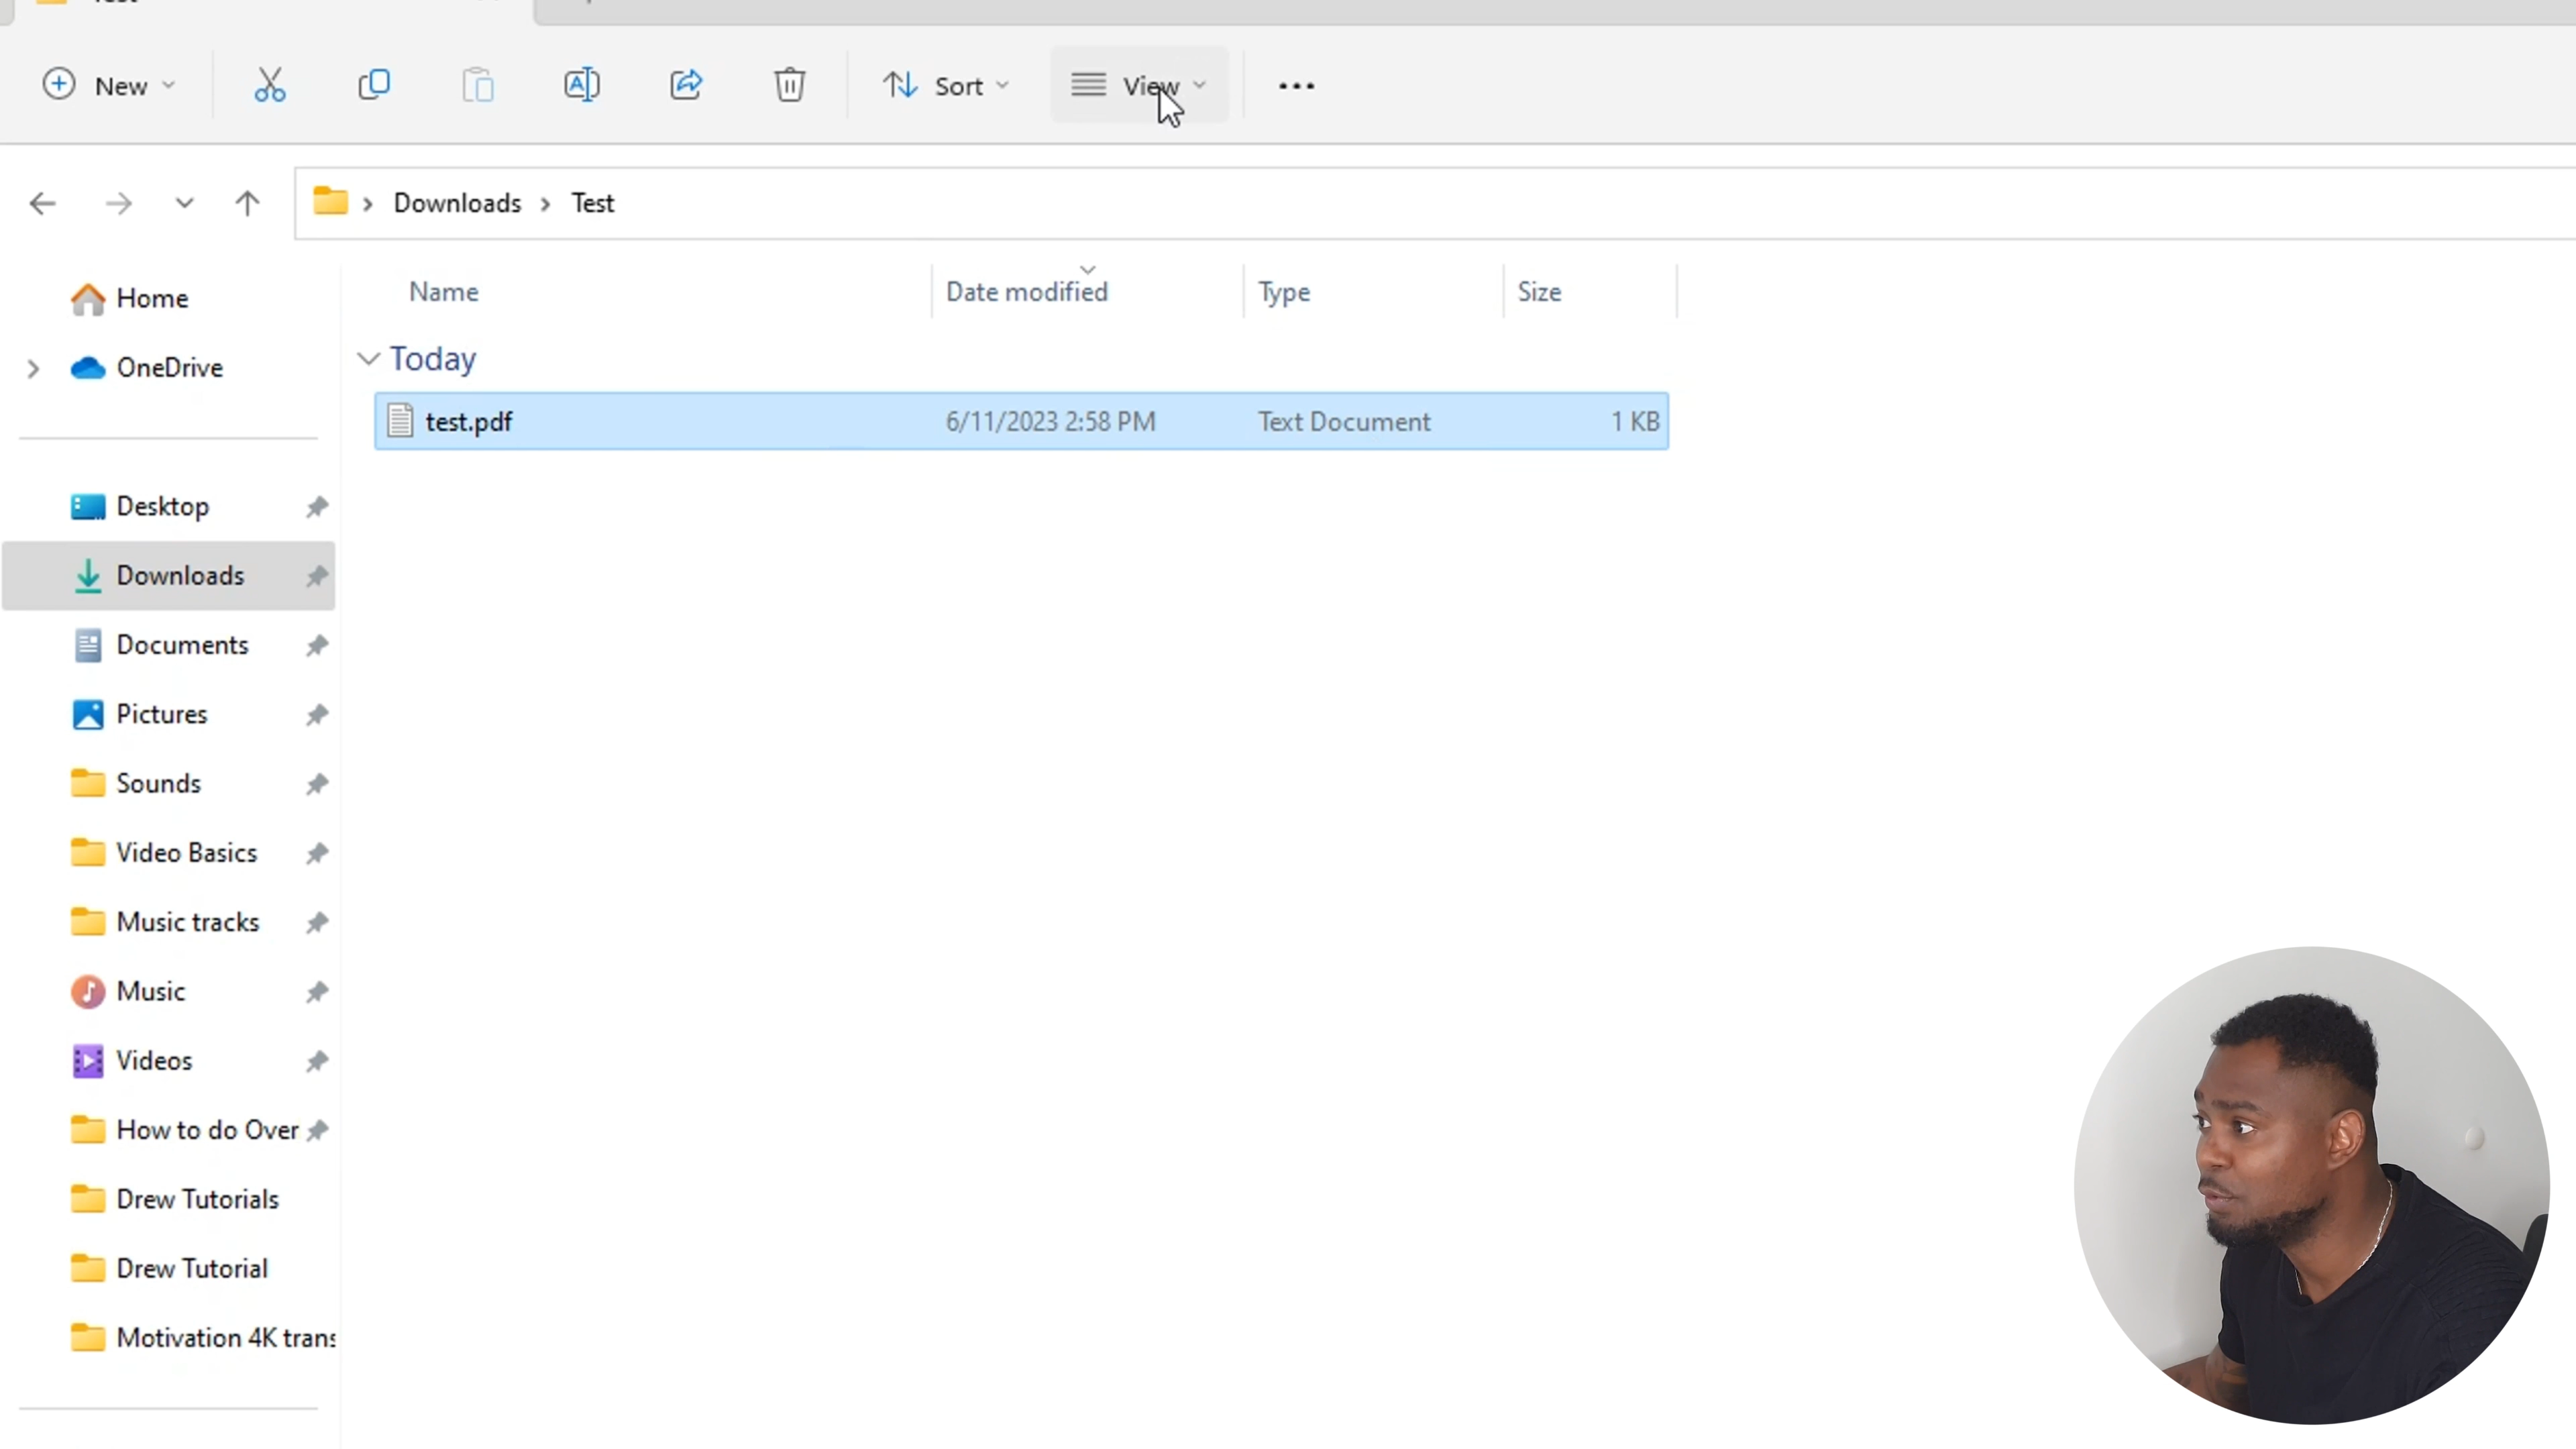 New
Sort
View
Downloads
Test
Name
Date modified
Type
Size
Today
test.pdf
6/11/2023 2:58 PM
Text Document
1 KB
Home
OneDrive
Desktop
Downloads
Documents
Pictures
Sounds
Video Basics
Music tracks
Music
Videos
How to do Over
Drew Tutorials
Drew Tutorial
Motivation 4K trans